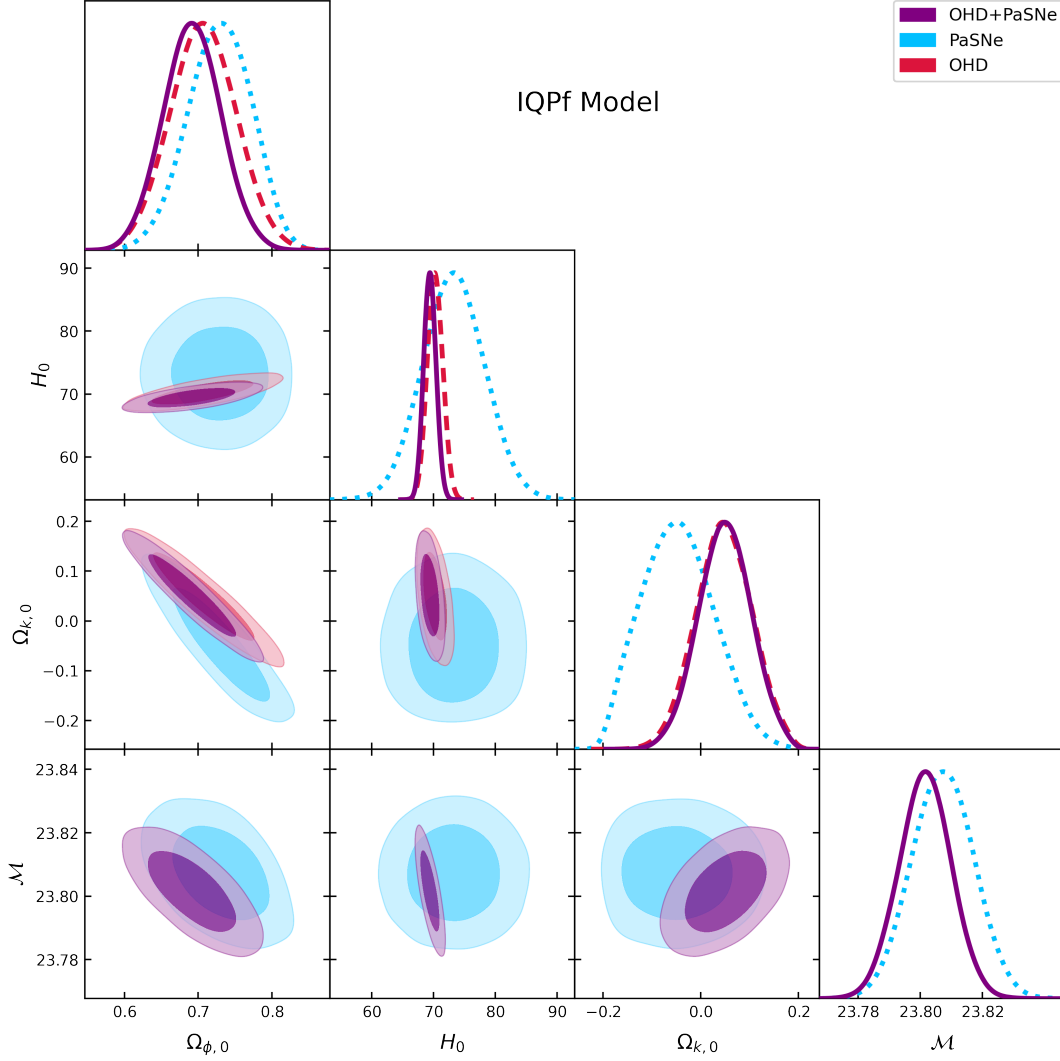 OHD+PaSNe
PaSNe
OHD
IQPf Model
90
80
70
60
H₀
0.2
0.1
0.0
−0.1
−0.2
Ωₖ,₀
23.84
23.82
23.80
23.78
ℳ
0.6 0.7 0.8
60 70 80 90
−0.2 0.0 0.2
23.78 23.80 23.82
Ωᵩ,₀
H₀
Ωₖ,₀
ℳ